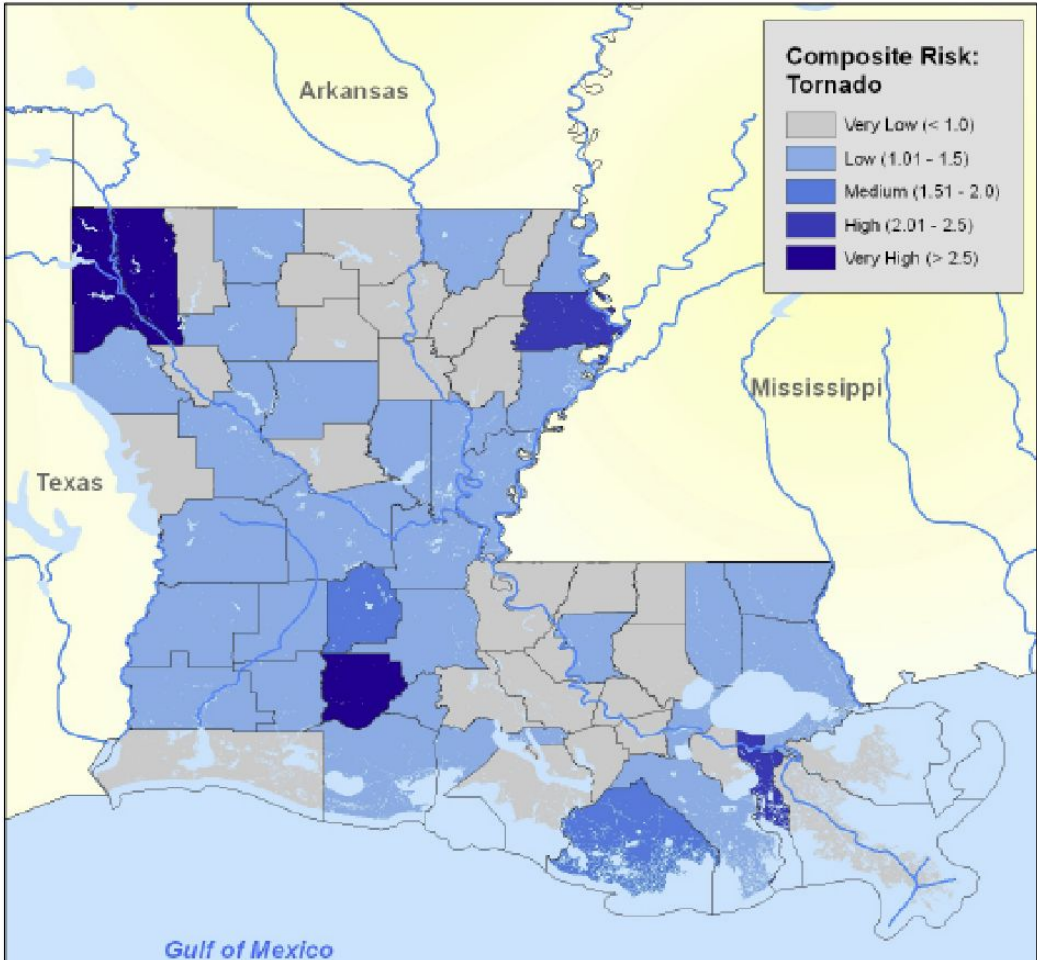 Composite Risk:
Tornado
Very Low (< 1.0)
Low (1.01 - 1.5)
Medium (1.51 - 2.0)
High (2.01 - 2.5)
Very High (> 2.5)
Arkansas
Mississippi
Texas
Gulf of Mexico